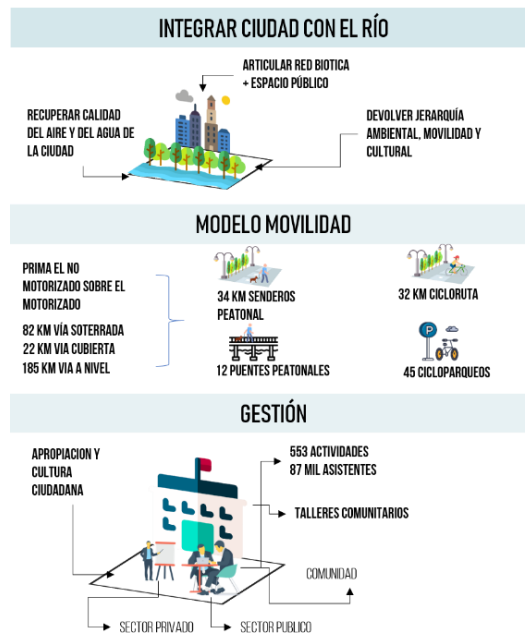 INTEGRAR CIUDAD CON EL RÍO
ARTICULAR RED BIOTICA
+ ESPACIO PÚBLICO
RECUPERAR CALIDAD
DEL AIRE Y DEL AGUA DE
LA CIUDAD
DEVOLVER JERARQUÍA
AMBIENTAL, MOVILIDAD Y
CULTURAL
MODELO MOVILIDAD
PRIMA EL NO
MOTORIZADO SOBRE EL
MOTORIZADO
82 KM VÍA SOTERRADA
22 KM VIA CUBIERTA
185 KM VIA A NIVEL
34 KM SENDEROS
PEATONAL
32 KM CICLORUTA
12 PUENTES PEATONALES
P
45 CICLOPARQUEOS
GESTIÓN
APROPIACION Y
CULTURA
CIUDADANA
553 ACTIVIDADES
87 MIL ASISTENTES
TALLERES COMUNITARIOS
COMUNIDAD
SECTOR PRIVADO
SECTOR PUBLICO